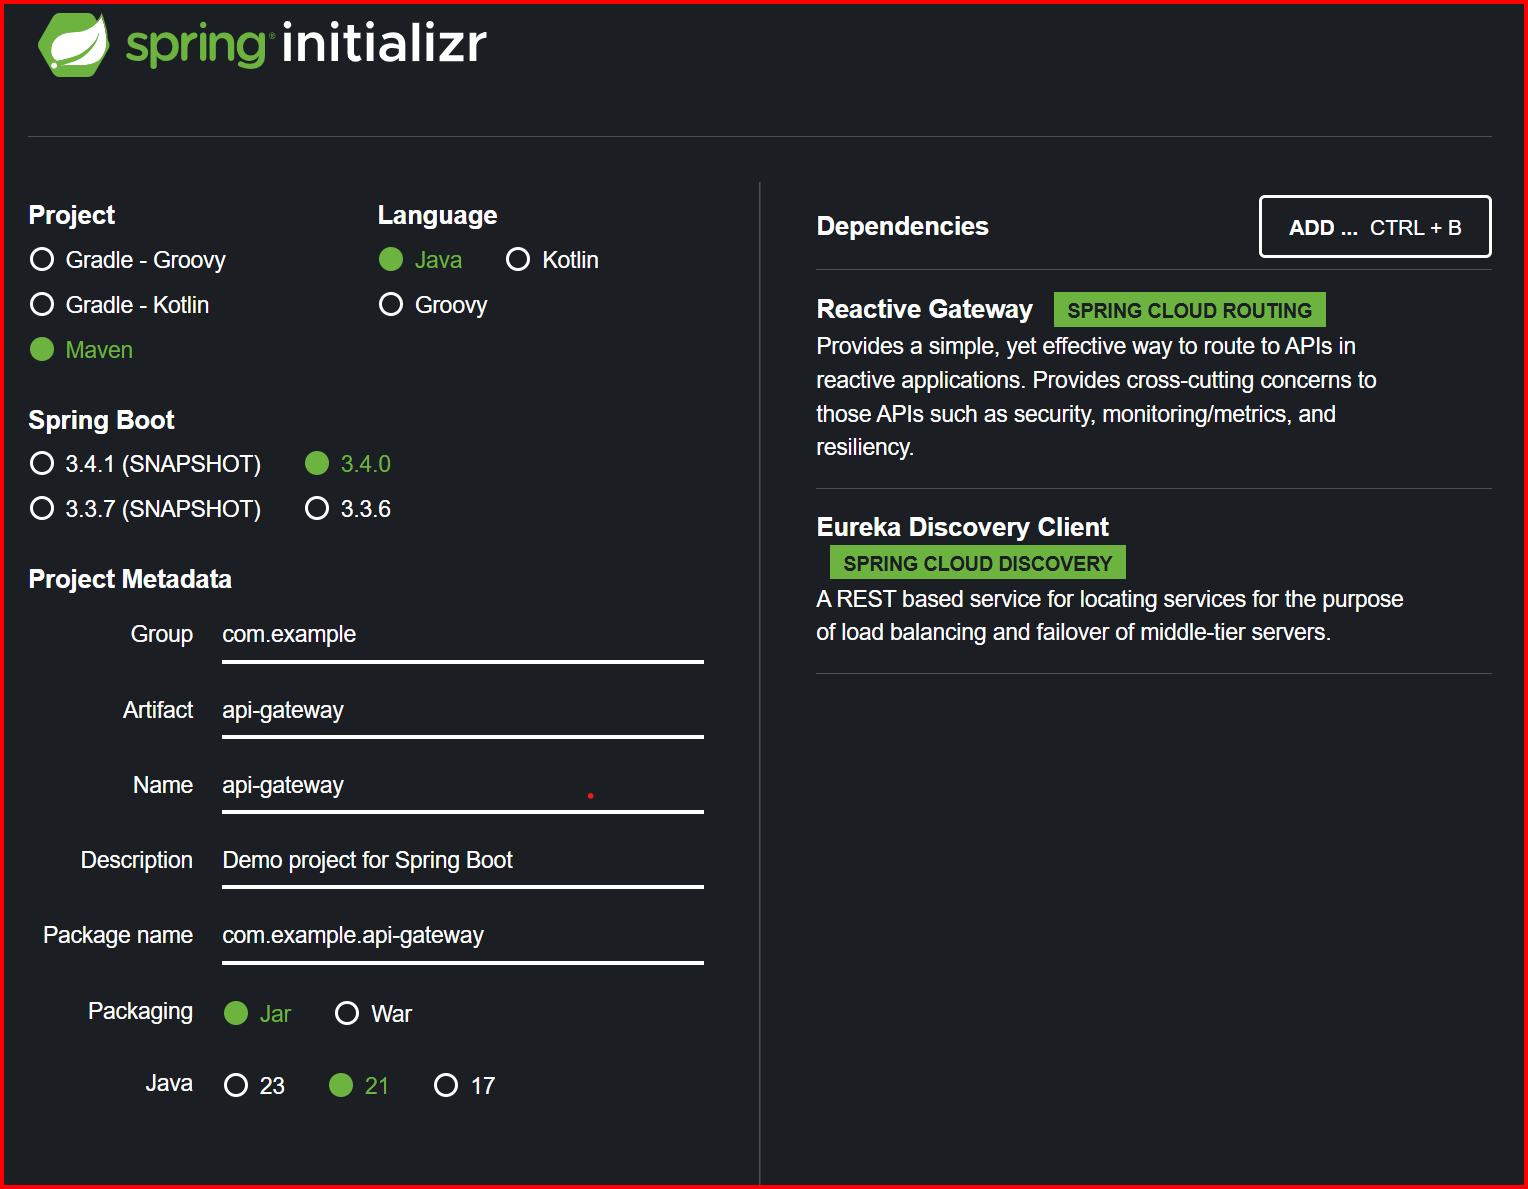 spring initializr
Project
Gradle - Groovy
Gradle - Kotlin
Maven
Language
Java Kotlin
Groovy
Spring Boot
3.4.1 (SNAPSHOT) 3.4.0
3.3.7 (SNAPSHOT) 3.3.6
Project Metadata
Group com.example
Artifact api-gateway
Name api-gateway
Description Demo project for Spring Boot
Package name com.example.api-gateway
Packaging Jar War
Java 23 21 17
Dependencies
ADD ... CTRL + B
Reactive Gateway SPRING CLOUD ROUTING
Provides a simple, yet effective way to route to APIs in
reactive applications. Provides cross-cutting concerns to
those APIs such as security, monitoring/metrics, and
resiliency.
Eureka Discovery Client
SPRING CLOUD DISCOVERY
A REST based service for locating services for the purpose
of load balancing and failover of middle-tier servers.